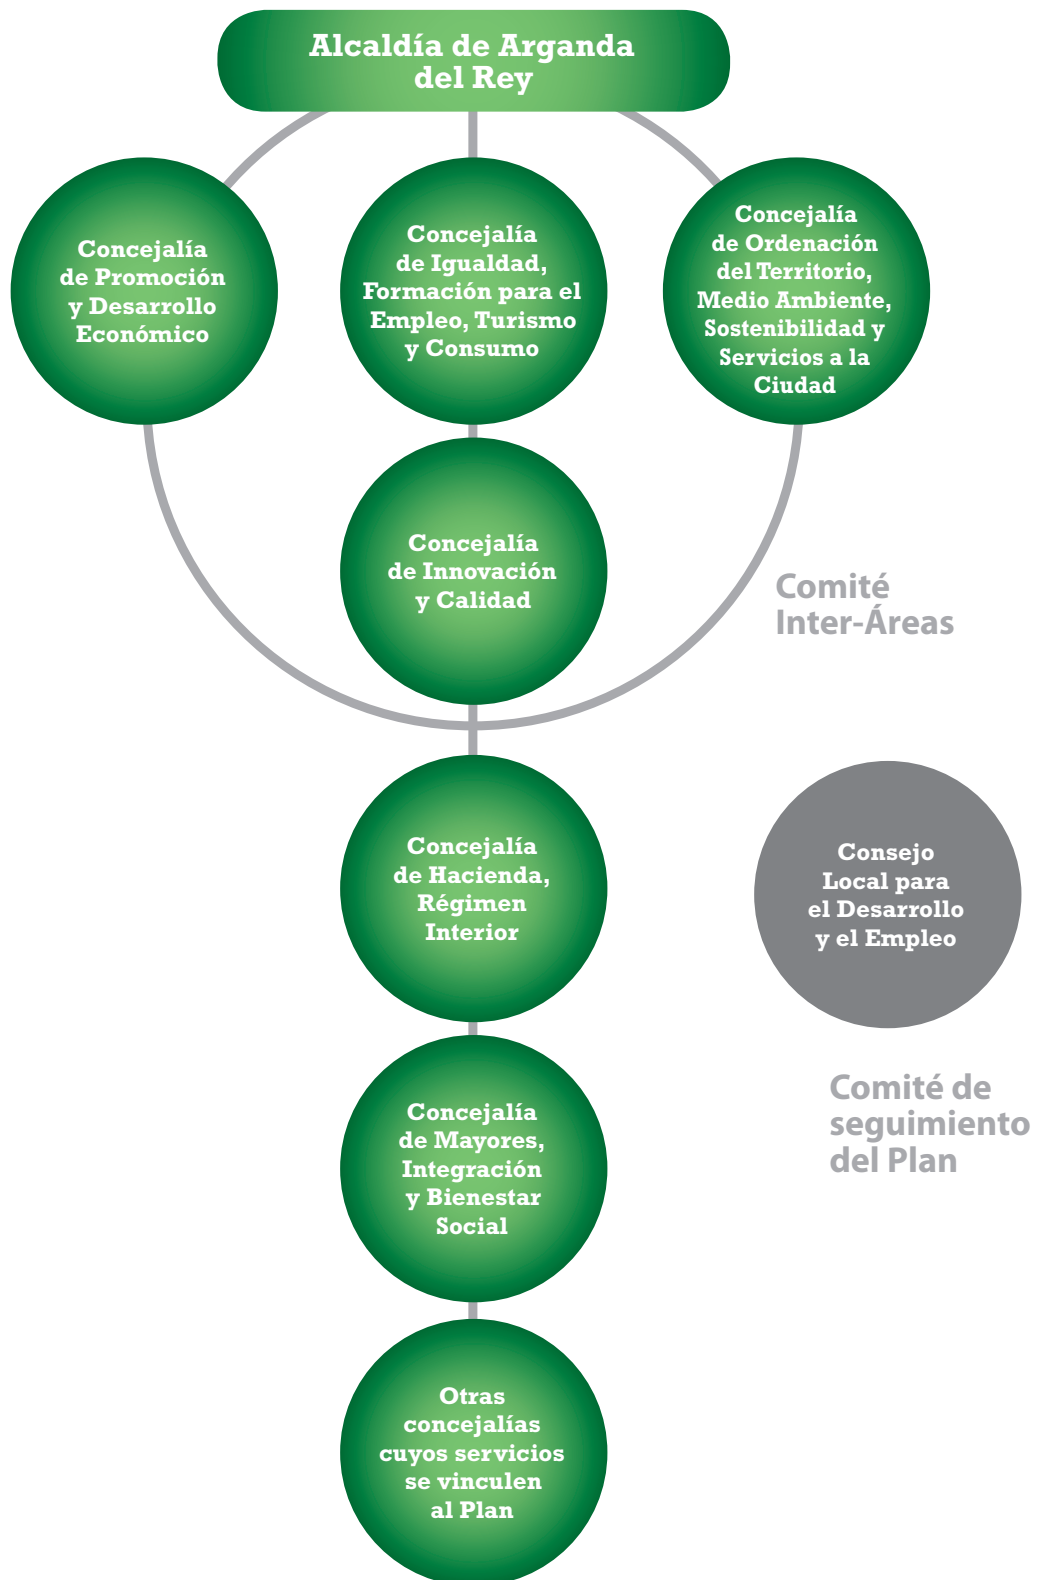 Alcaldía de Arganda
del Rey
Concejalía
de Promoción
y Desarrollo
Económico
Concejalía
de Igualdad,
Formación para el
Empleo, Turismo
y Consumo
Concejalía
de Ordenación
del Territorio,
Medio Ambiente,
Sostenibilidad y
Servicios a la
Ciudad
Concejalía
de Innovación
y Calidad
Comité
Inter-Áreas
Concejalía
de Hacienda,
Régimen
Interior
Consejo
Local para
el Desarrollo
y el Empleo
Comité de
seguimiento
del Plan
Concejalía
de Mayores,
Integración
y Bienestar
Social
Otras
concejalías
cuyos servicios
se vinculen
al Plan